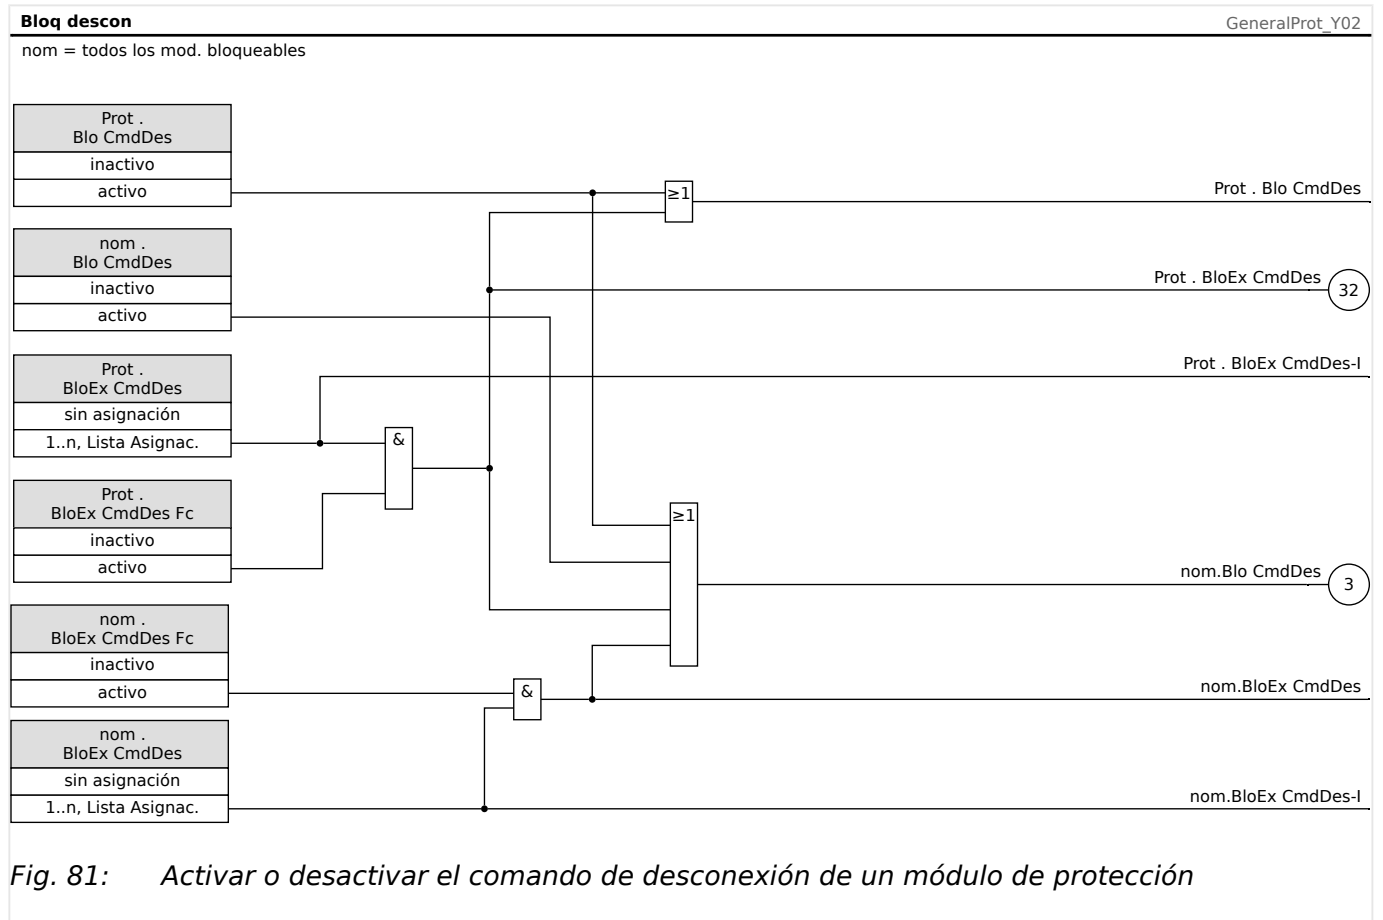 Bloq descon
GeneralProt_Y02
nom = todos los mod. bloqueables
Prot .
Blo CmdDes
inactivo
activo
≥1
Prot . Blo CmdDes
nom .
Blo CmdDes
inactivo
activo
Prot . BloEx CmdDes
32
Prot .
BloEx CmdDes
sin asignación
1..n, Lista Asignac.
&
Prot . BloEx CmdDes-I
Prot .
BloEx CmdDes Fc
inactivo
activo
≥1
nom.Blo CmdDes
3
nom .
BloEx CmdDes Fc
inactivo
activo
&
nom.BloEx CmdDes
nom .
BloEx CmdDes
sin asignación
1..n, Lista Asignac.
nom.BloEx CmdDes-I
Fig. 81: Activar o desactivar el comando de desconexión de un módulo de protección